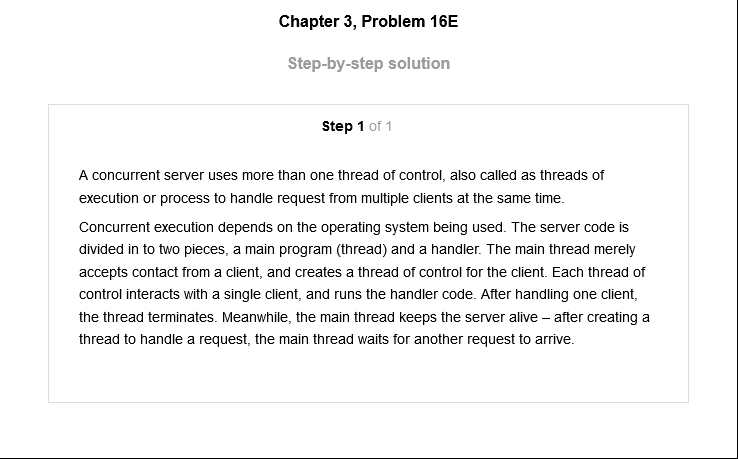 Chapter 3, Problem 16E
Step-by-step solution
Step 1 of 1
A concurrent server uses more than one thread of control, also called as threads of
execution or process to handle request from multiple clients at the same time.
Concurrent execution depends on the operating system being used. The server code is
divided in to two pieces, a main program (thread) and a handler. The main thread merely
accepts contact from a client, and creates a thread of control for the client. Each thread of
control interacts with a single client, and runs the handler code. After handling one client,
the thread terminates. Meanwhile, the main thread keeps the server alive – after creating a
thread to handle a request, the main thread waits for another request to arrive.